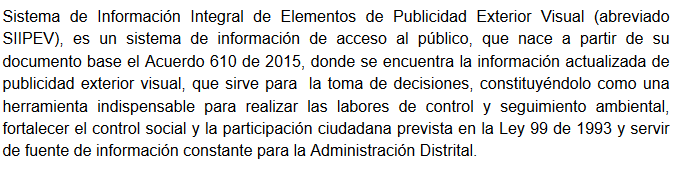 Sistema de Información Integral de Elementos de Publicidad Exterior Visual (abreviado
SIIPEV), es un sistema de información de acceso al público, que nace a partir de su
documento base el Acuerdo 610 de 2015, donde se encuentra la información actualizada de
publicidad exterior visual, que sirve para  la toma de decisiones, constituyéndolo como una
herramienta indispensable para realizar las labores de control y seguimiento ambiental,
fortalecer el control social y la participación ciudadana prevista en la Ley 99 de 1993 y servir
de fuente de información constante para la Administración Distrital.